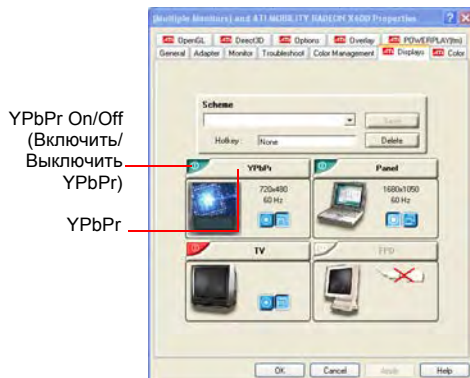 (Multiple Monitors) and ATI MOBILITY RADEON X600 Properties
OpenGL Direct3D Options Overlay POWERPLAY(tm)
General Adapter Monitor Troubleshoot Color Management Displays Color
Scheme
Save
Hotkey: None Delete
YPbPr Panel
720x480 1680x1050
60 Hz 60 Hz
TV FPD
OK Cancel Apply Help
YPbPr On/Off
(Включить/
Выключить
YPbPr)
YPbPr